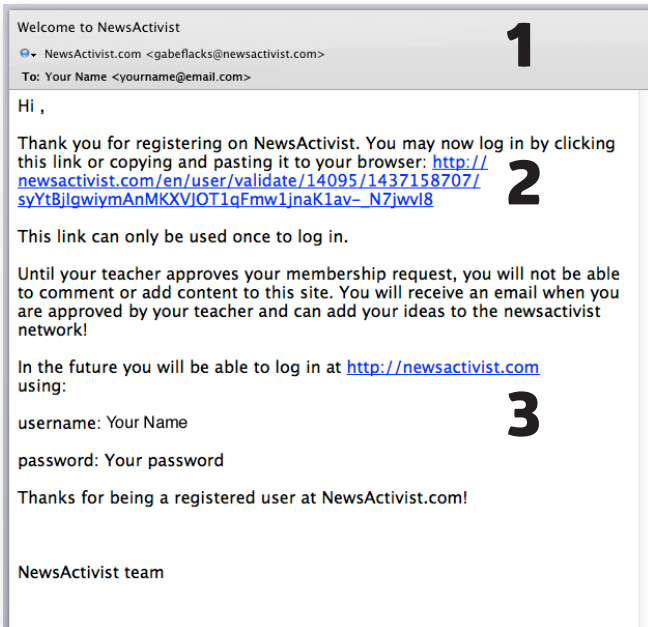 Welcome to NewsActivist
1
NewsActivist.com <gabeflacks@newsactivist.com>
To: Your Name <yourname@email.com>
Hi ,
Thank you for registering on NewsActivist. You may now log in by clicking
this link or copying and pasting it to your browser: http://
newsactivist.com/en/user/validate/14095/1437158707/
syYtBjlgwiymAnMKXVJOT1qFmw1jnaK1av-_N7jwvl8
2
This link can only be used once to log in.
Until your teacher approves your membership request, you will not be able
to comment or add content to this site. You will receive an email when you
are approved by your teacher and can add your ideas to the newsactivist
network!
In the future you will be able to log in at http://newsactivist.com
using:
3
username: Your Name
password: Your password
Thanks for being a registered user at NewsActivist.com!
NewsActivist team